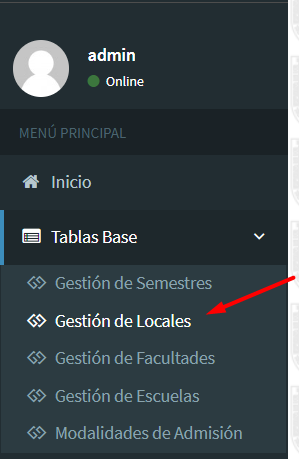 admin
Online
MENÚ PRINCIPAL
Inicio
Tablas Base
Gestión de Semestres
Gestión de Locales
Gestión de Facultades
Gestión de Escuelas
Modalidades de Admisión